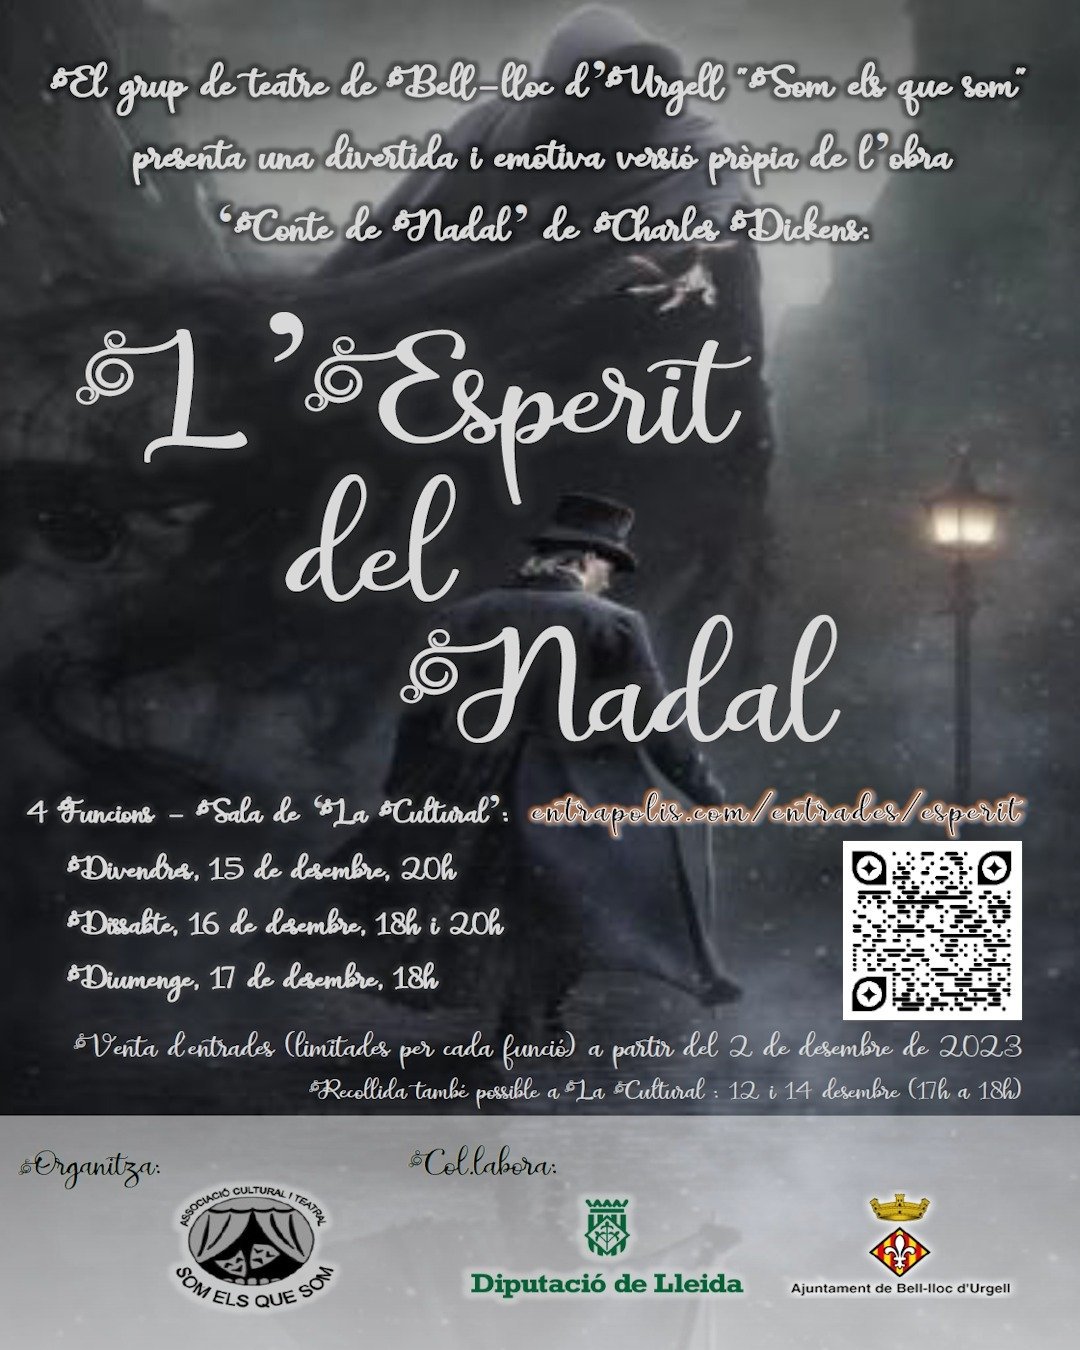 El grup de teatre de Bell-lloc d'Urgell "Som els que som"
presenta una divertida i emotiva versió pròpia de l'obra
'Conte de Nadal' de Charles Dickens:
L'Esperit
del
Nadal
4 Funcions - Sala de 'La Cultural': entrapolis.com/entrades/esperit
Divendres, 15 de desembre, 20h
Dissabte, 16 de desembre, 18h i 20h
Diumenge, 17 de desembre, 18h
Venta d'entrades (limitades per cada funció) a partir del 2 de desembre de 2023
Recollida també possible a La Cultural : 12 i 14 desembre (17h a 18h)
Organitza:
Col.labora:
ASSOCIACIÓ CULTURAL I TEATRAL
SOM ELS QUE SOM
Diputació de Lleida
Ajuntament de Bell-lloc d'Urgell